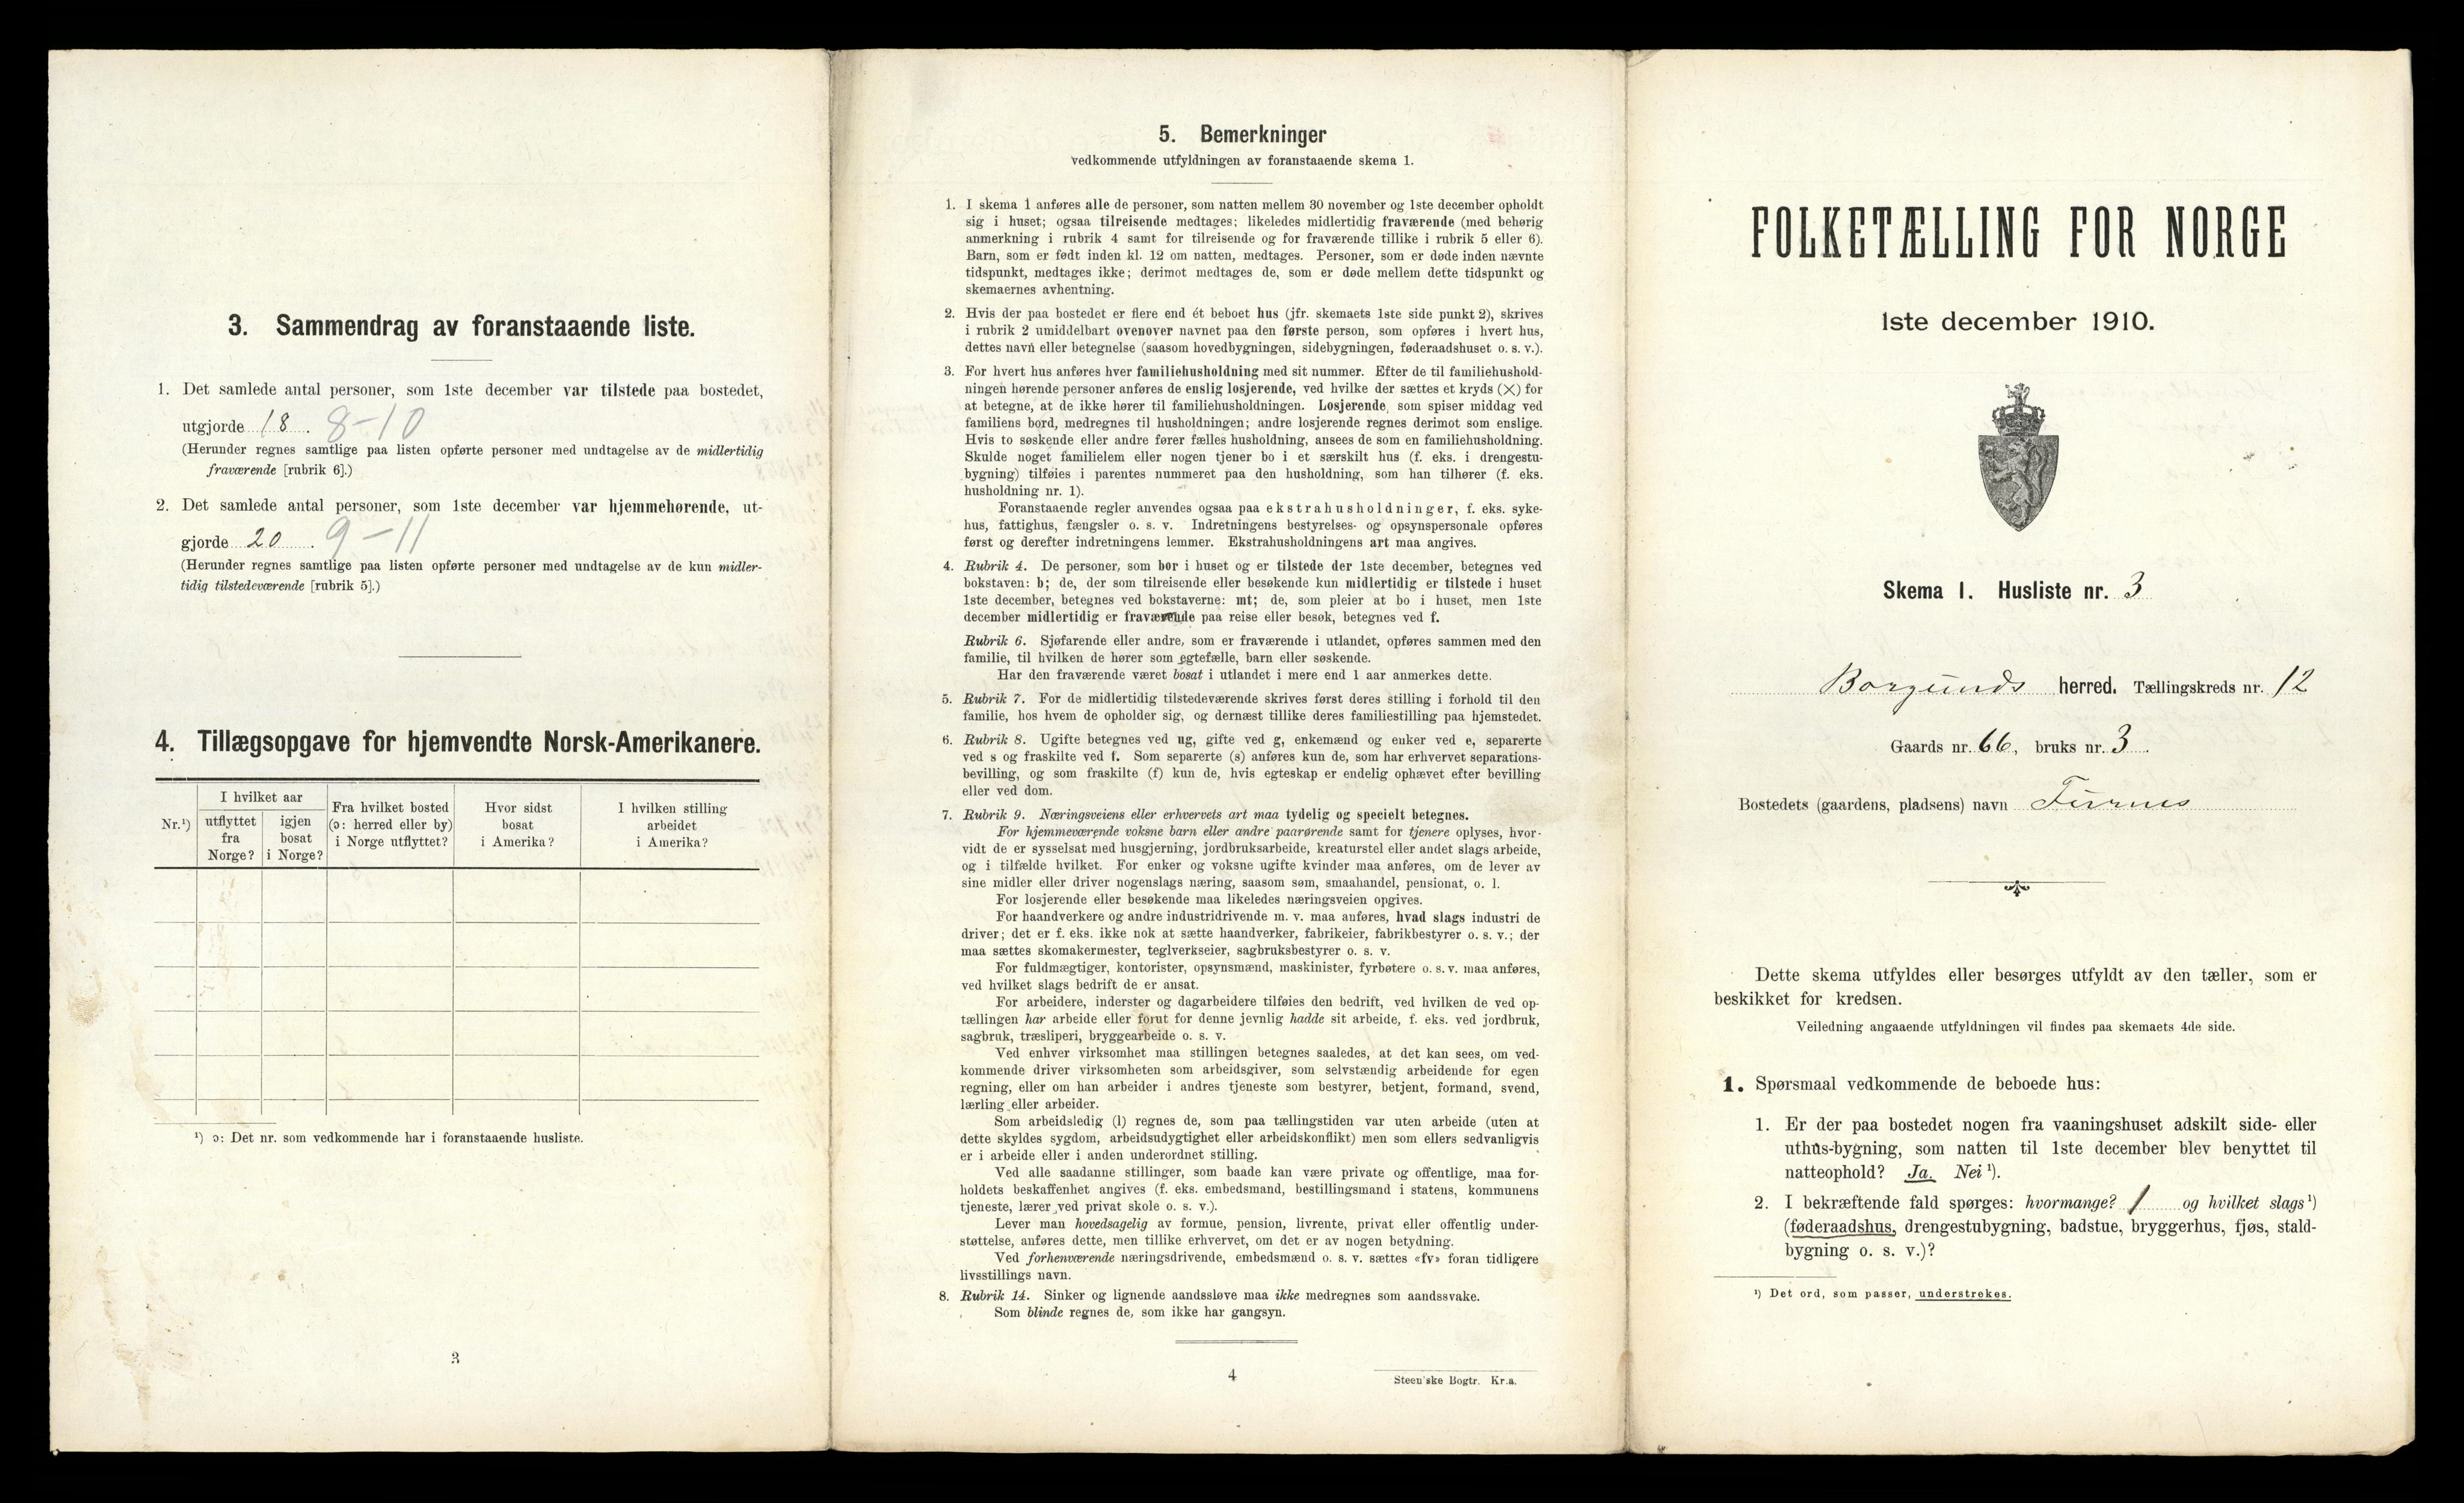 3. Sammendrag av foranstaaende liste.
1. Det samlede antal personer, som 1ste december var tilstede paa bostedet,
utgjorde 18. 8-10
(Herunder regnes samtlige paa listen opførte personer med undtagelse av de midlertidig
fraværende [rubrik 6].)
2. Det samlede antal personer, som 1ste december var hjemmehørende, ut-
gjorde 20. 9-11
(Herunder regnes samtlige paa listen opførte personer med undtagelse av de kun midler-
tidig tilstedeværende [rubrik 5].)
4. Tillægsopgave for hjemvendte Norsk-Amerikanere.
Nr.¹)
I hvilket aar
utflyttet
fra
Norge?
igjen
bosat
i Norge?
Fra hvilket bosted
(ɔ: herred eller by)
i Norge utflyttet?
Hvor sidst
bosat
i Amerika?
I hvilken stilling
arbeidet
i Amerika?
¹) ɔ: Det nr. som vedkommende har i foranstaaende husliste.
3
5. Bemerkninger
vedkommende utfyldningen av foranstaaende skema 1.
1. I skema 1 anføres alle de personer, som natten mellem 30 november og 1ste december opholdt
sig i huset; ogsaa tilreisende medtages; likeledes midlertidig fraværende (med behørig
anmerkning i rubrik 4 samt for tilreisende og for fraværende tillike i rubrik 5 eller 6).
Barn, som er født inden kl. 12 om natten, medtages. Personer, som er døde inden nævnte
tidspunkt, medtages ikke; derimot medtages de, som er døde mellem dette tidspunkt og
skemaernes avhentning.
2. Hvis der paa bostedet er flere end ét beboet hus (jfr. skemaets 1ste side punkt 2), skrives
i rubrik 2 umiddelbart ovenover navnet paa den første person, som opføres i hvert hus,
dettes navn eller betegnelse (saasom hovedbygningen, sidebygningen, føderaadshuset o. s. v.).
3. For hvert hus anføres hver familiehusholdning med sit nummer. Efter de til familiehushold-
ningen hørende personer anføres de enslig losjerende, ved hvilke der sættes et kryds (×) for
at betegne, at de ikke hører til familiehusholdningen. Losjerende, som spiser middag ved
familiens bord, medregnes til husholdningen; andre losjerende regnes derimot som enslige.
Hvis to søskende eller andre fører fælles husholdning, ansees de som en familiehusholdning.
Skulde noget familielem eller nogen tjener bo i et særskilt hus (f. eks. i drengestu-
bygning) tilføies i parentes nummeret paa den husholdning, som han tilhører (f. eks.
husholdning nr. 1).
Foranstaaende regler anvendes ogsaa paa ekstrahusholdninger, f. eks. syke-
hus, fattighus, fængsler o. s. v. Indretningens bestyrelses- og opsynspersonale opføres
først og derefter indretningens lemmer. Ekstrahusholdningens art maa angives.
4. Rubrik 4. De personer, som bor i huset og er tilstede der 1ste december, betegnes ved
bokstaven: b; de, der som tilreisende eller besøkende kun midlertidig er tilstede i huset
1ste december, betegnes ved bokstaverne: mt; de, som pleier at bo i huset, men 1ste
december midlertidig er fraværende paa reise eller besøk, betegnes ved f.
Rubrik 6. Sjøfarende eller andre, som er fraværende i utlandet, opføres sammen med den
familie, til hvilken de hører som egtefælle, barn eller søskende.
Har den fraværende været bosat i utlandet i mere end 1 aar anmerkes dette.
5. Rubrik 7. For de midlertidig tilstedeværende skrives først deres stilling i forhold til den
familie, hos hvem de opholder sig, og dernæst tillike deres familiestilling paa hjemstedet.
6. Rubrik 8. Ugifte betegnes ved ug, gifte ved g, enkemænd og enker ved e, separerte
ved s og fraskilte ved f. Som separerte (s) anføres kun de, som har erhvervet separations-
bevilling, og som fraskilte (f) kun de, hvis egteskap er endelig ophævet efter bevilling
eller ved dom.
7. Rubrik 9. Næringsveiens eller erhvervets art maa tydelig og specielt betegnes.
For hjemmeværende voksne barn eller andre paarørende samt for tjenere oplyses, hvor-
vidt de er sysselsat med husgjerning, jordbruksarbeide, kreaturstel eller andet slags arbeide,
og i tilfælde hvilket. For enker og voksne ugifte kvinder maa anføres, om de lever av
sine midler eller driver nogenslags næring, saasom søm, smaahandel, pensionat, o. l.
For losjerende eller besøkende maa likeledes næringsveien opgives.
For haandverkere og andre industridrivende m. v. maa anføres, hvad slags industri de
driver; det er f. eks. ikke nok at sætte haandverker, fabrikeier, fabrikbestyrer o. s. v.; der
maa sættes skomakermester, teglverkseier, sagbruksbestyrer o. s. v.
For fuldmægtiger, kontorister, opsynsmænd, maskinister, fyrbøtere o. s. v. maa anføres,
ved hvilket slags bedrift de er ansat.
For arbeidere, inderster og dagarbeidere tilføies den bedrift, ved hvilken de ved op-
tællingen har arbeide eller forut for denne jevnlig hadde sit arbeide, f. eks. ved jordbruk,
sagbruk, træsliperi, bryggearbeide o. s. v.
Ved enhver virksomhet maa stillingen betegnes saaledes, at det kan sees, om ved-
kommende driver virksomheten som arbeidsgiver, som selvstændig arbeidende for egen
regning, eller om han arbeider i andres tjeneste som bestyrer, betjent, formand, svend,
lærling eller arbeider.
Som arbeidsledig (l) regnes de, som paa tællingstiden var uten arbeide (uten at
dette skyldes sygdom, arbeidsudygtighet eller arbeidskonflikt) men som ellers sedvanligvis
er i arbeide eller i anden underordnet stilling.
Ved alle saadanne stillinger, som baade kan være private og offentlige, maa for-
holdets beskaffenhet angives (f. eks. embedsmand, bestillingsmand i statens, kommunens
tjeneste, lærer ved privat skole o. s. v.).
Lever man hovedsagelig av formue, pension, livrente, privat eller offentlig under-
støttelse, anføres dette, men tillike erhvervet, om det er av nogen betydning.
Ved forhenværende næringsdrivende, embedsmænd o. s. v. sættes «fv» foran tidligere
livsstillings navn.
8. Rubrik 14. Sinker og lignende aandssløve maa ikke medregnes som aandssvake.
Som blinde regnes de, som ikke har gangsyn.
4
Steen'ske Bogtr. Kr.a.
FOLKETÆLLING FOR NORGE
1ste december 1910.
Skema 1. Husliste nr. 3
Borgunds herred. Tællingskreds nr. 12
Gaards nr. 66, bruks nr. 3.
Bostedets (gaardens, pladsens) navn Furnes
Dette skema utfyldes eller besørges utfyldt av den tæller, som er
beskikket for kredsen.
Veiledning angaaende utfyldningen vil findes paa skemaets 4de side.
1. Spørsmaal vedkommende de beboede hus:
1. Er der paa bostedet nogen fra vaaningshuset adskilt side- eller
uthus-bygning, som natten til 1ste december blev benyttet til
natteophold? Ja. Nei¹).
2. I bekræftende fald spørges: hvormange? 1 og hvilket slags¹)
(føderaadshus, drengestubygning, badstue, bryggerhus, fjøs, stald-
bygning o. s. v.)?
¹) Det ord, som passer, understrekes.